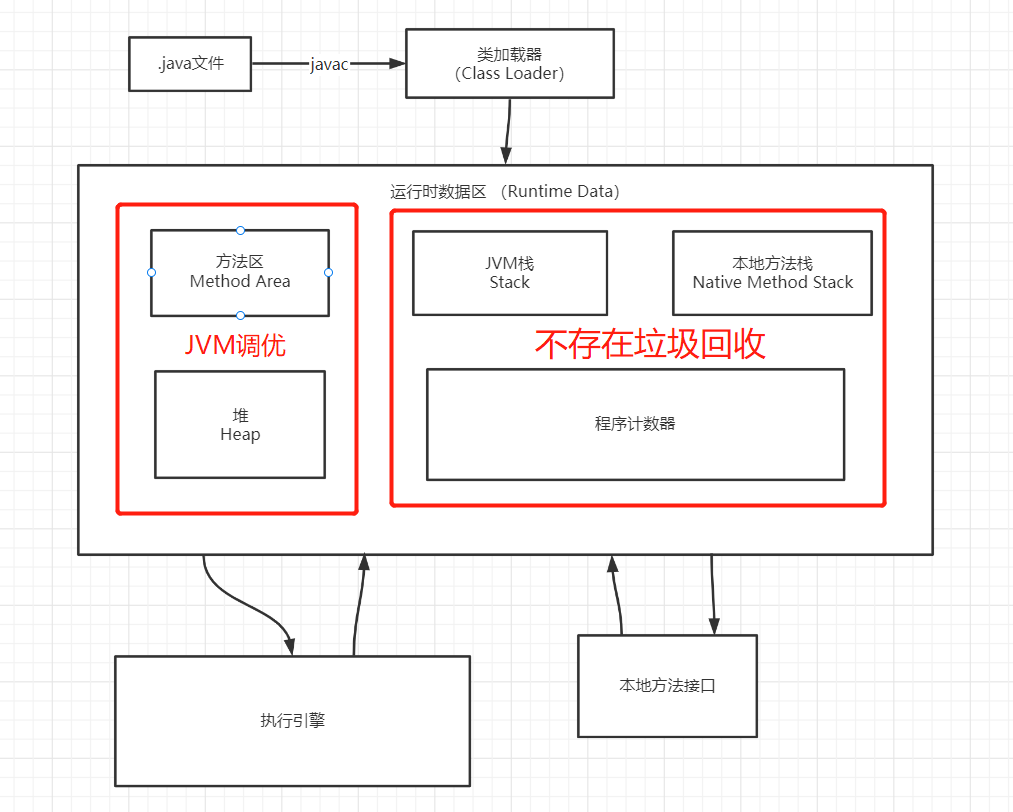 .java文件
javac
类加载器
（Class Loader）
运行时数据区 （Runtime Data）
方法区
Method Area
JVM调优
堆
Heap
JVM栈
Stack
本地方法栈
Native Method Stack
不存在垃圾回收
程序计数器
执行引擎
本地方法接口